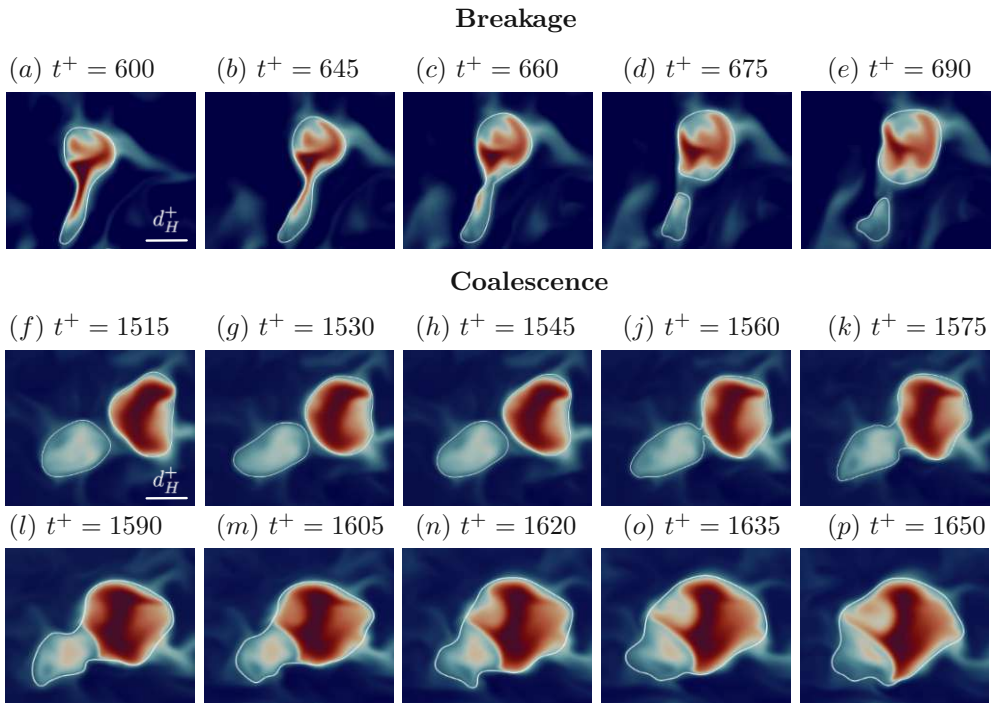 Breakage
(a) t+ = 600 (b) t+ = 645 (c) t+ = 660 (d) t+ = 675 (e) t+ = 690
d+H
Coalescence
(f) t+ = 1515 (g) t+ = 1530 (h) t+ = 1545 (j) t+ = 1560 (k) t+ = 1575
d+H
(l) t+ = 1590 (m) t+ = 1605 (n) t+ = 1620 (o) t+ = 1635 (p) t+ = 1650